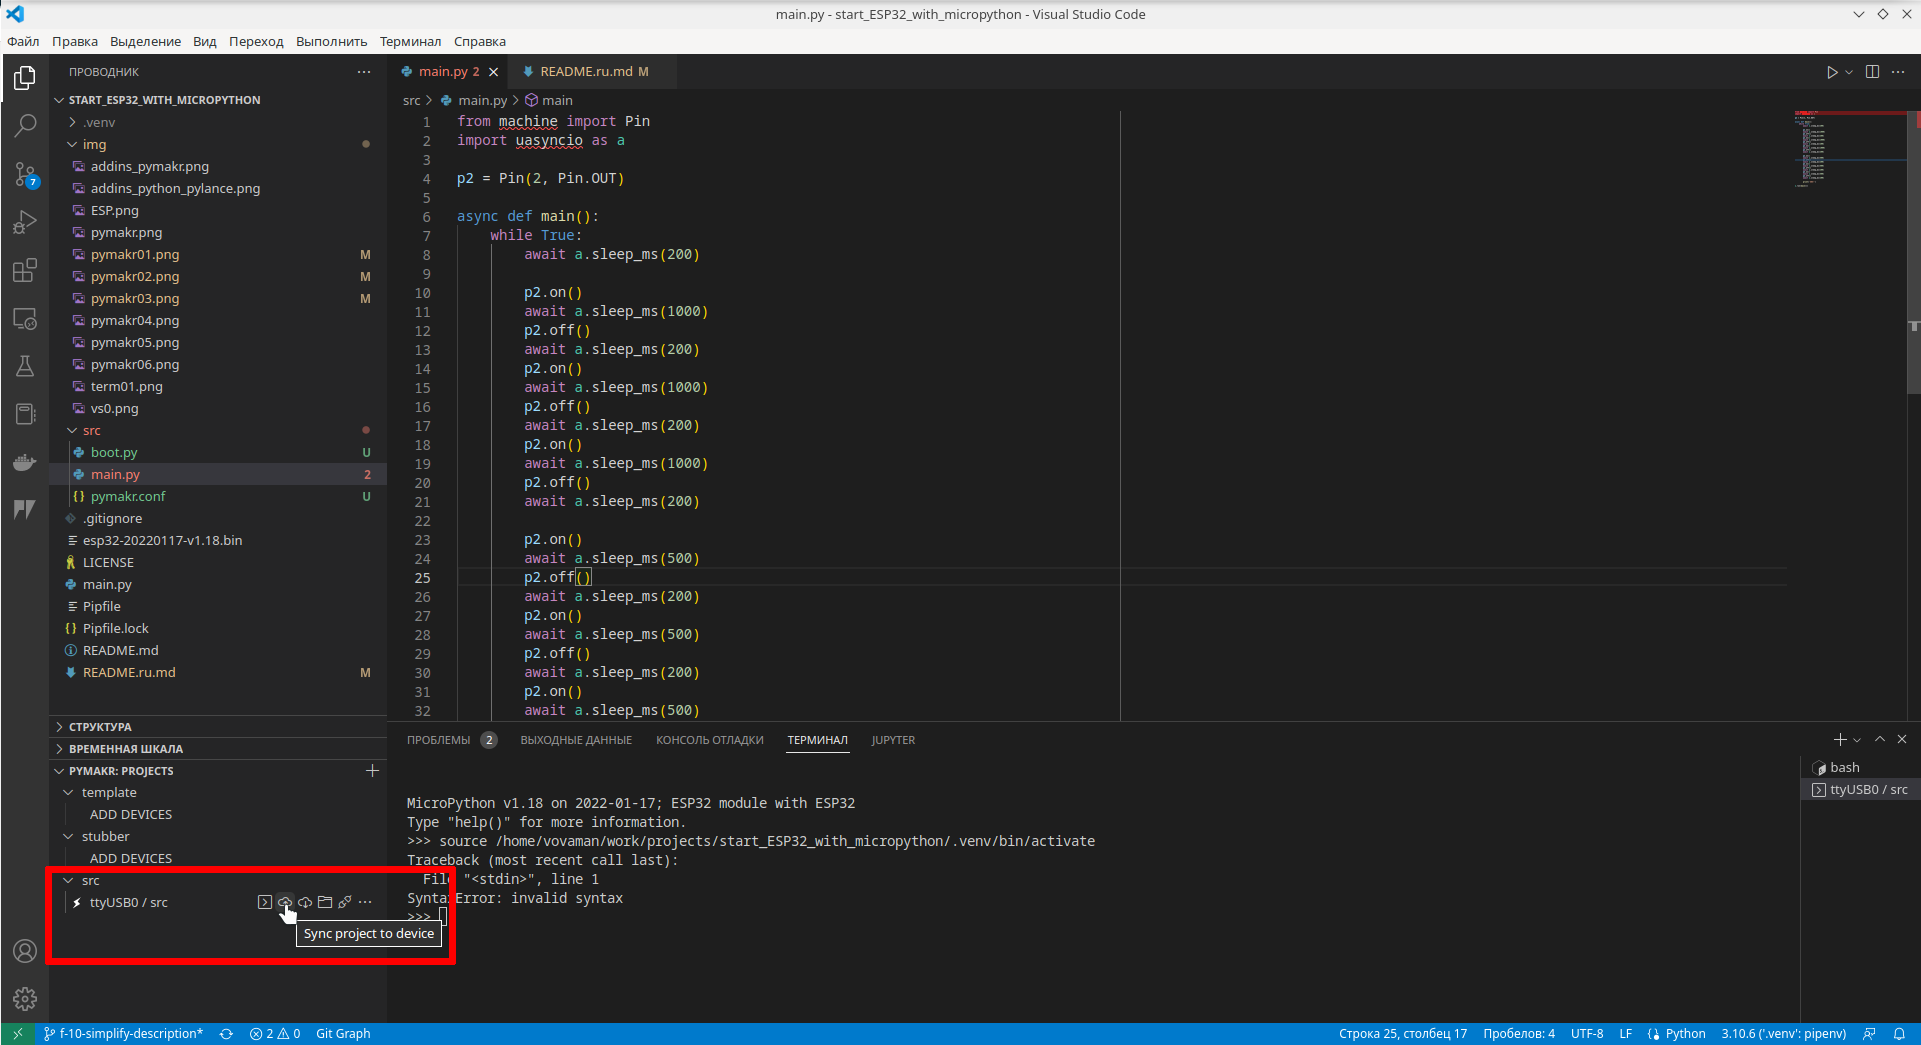 main.py - start_ESP32_with_micropython - Visual Studio Code
Файл Правка Выделение Вид Переход Выполнить Терминал Справка
ПРОВОДНИК
START_ESP32_WITH_MICROPYTHON
.venv
img
addins_pymakr.png
addins_python_pylance.png
ESP.png
pymakr.png
pymakr01.png M
pymakr02.png M
pymakr03.png M
pymakr04.png
pymakr05.png
pymakr06.png
term01.png
vs0.png
src
boot.py U
main.py 2
{} pymakr.conf U
.gitignore
esp32-20220117-v1.18.bin
LICENSE
main.py
Pipfile
{} Pipfile.lock
README.md
README.ru.md M
СТРУКТУРА
ВРЕМЕННАЯ ШКАЛА
PYMAKR: PROJECTS
template
ADD DEVICES
stubber
ADD DEVICES
src
ttyUSB0 / src
Sync project to device
7
main.py 2 README.ru.md M
src > main.py > main
1 from machine import Pin
2 import uasyncio as a
3
4 p2 = Pin(2, Pin.OUT)
5
6 async def main():
7 while True:
8 await a.sleep_ms(200)
9
10 p2.on()
11 await a.sleep_ms(1000)
12 p2.off()
13 await a.sleep_ms(200)
14 p2.on()
15 await a.sleep_ms(1000)
16 p2.off()
17 await a.sleep_ms(200)
18 p2.on()
19 await a.sleep_ms(1000)
20 p2.off()
21 await a.sleep_ms(200)
22
23 p2.on()
24 await a.sleep_ms(500)
25 p2.off()
26 await a.sleep_ms(200)
27 p2.on()
28 await a.sleep_ms(500)
29 p2.off()
30 await a.sleep_ms(200)
31 p2.on()
32 await a.sleep_ms(500)
ПРОБЛЕМЫ 2 ВЫХОДНЫЕ ДАННЫЕ КОНСОЛЬ ОТЛАДКИ ТЕРМИНАЛ JUPYTER
MicroPython v1.18 on 2022-01-17; ESP32 module with ESP32
Type "help()" for more information.
>>> source /home/vovaman/work/projects/start_ESP32_with_micropython/.venv/bin/activate
Traceback (most recent call last):
File "<stdin>", line 1
SyntaxError: invalid syntax
>>>
bash
ttyUSB0 / src
f-10-simplify-description* 2 0 Git Graph
Строка 25, столбец 17 Пробелов: 4 UTF-8 LF Python 3.10.6 ('.venv': pipenv)